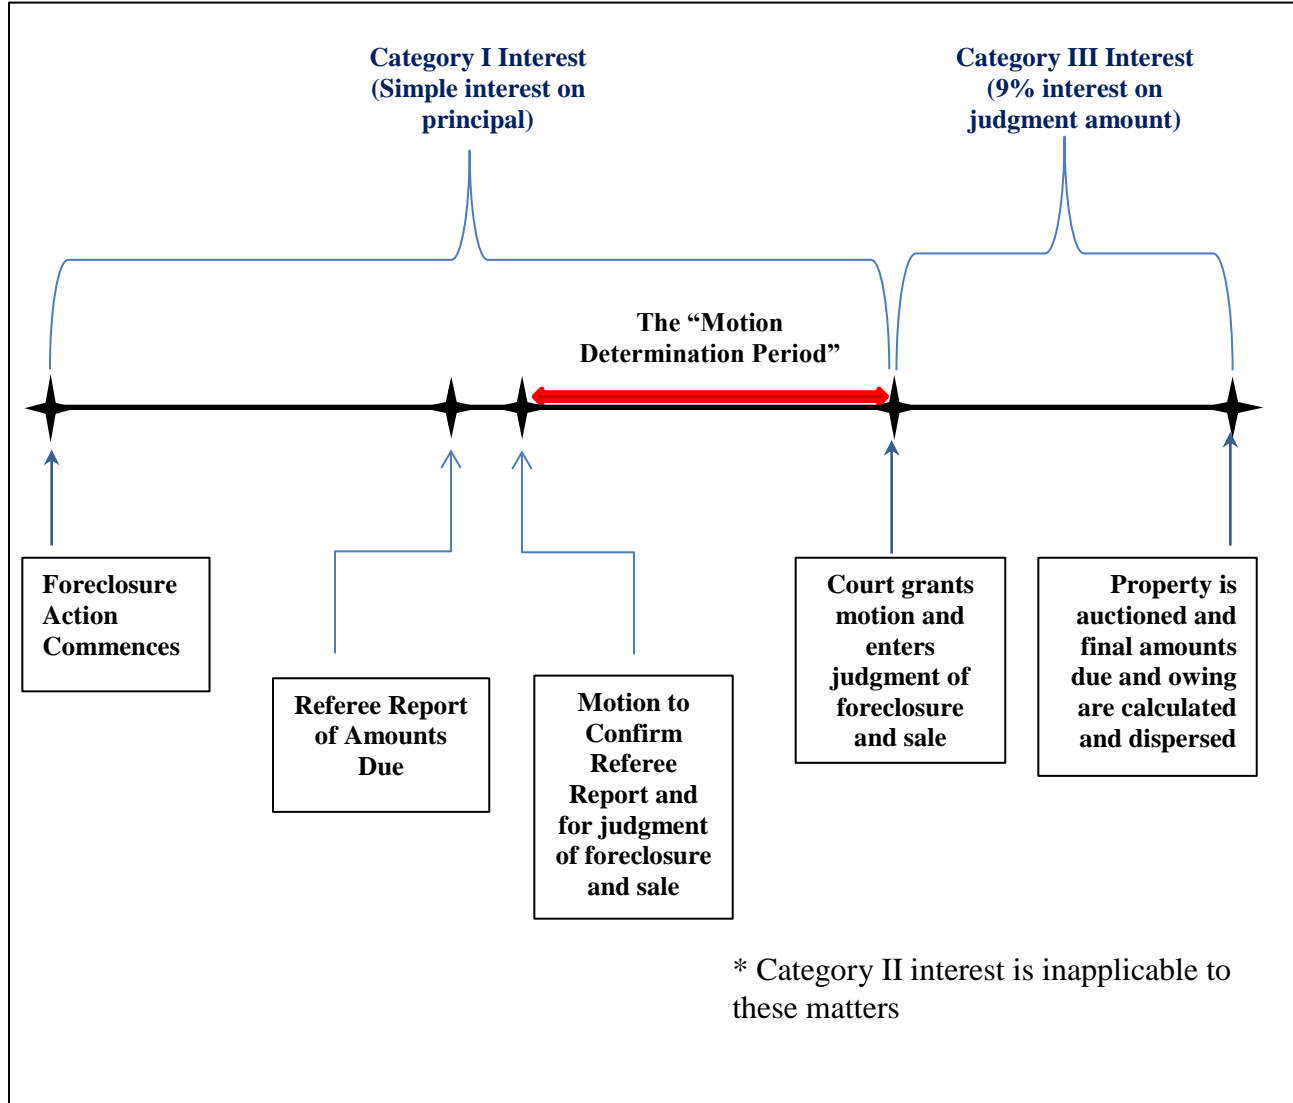 Category I Interest
(Simple interest on
principal)
Category III Interest
(9% interest on
judgment amount)
The “Motion
Determination Period”
Foreclosure
Action
Commences
Referee Report
of Amounts
Due
Motion to
Confirm
Referee
Report and
for judgment
of foreclosure
and sale
Court grants
motion and
enters
judgment of
foreclosure
and sale
Property is
auctioned and
final amounts
due and owing
are calculated
and dispersed
* Category II interest is inapplicable to
these matters